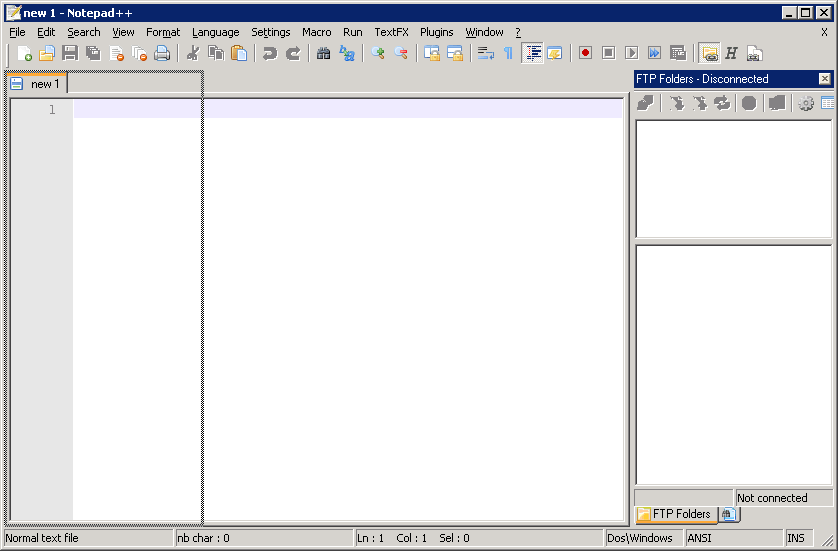 new 1 - Notepad++
File Edit Search View Format Language Settings Macro Run TextFX Plugins Window ? X
new 1
FTP Folders - Disconnected
1
Not connected
FTP Folders
Normal text file nb char : 0 Ln : 1 Col : 1 Sel : 0 Dos\Windows ANSI INS